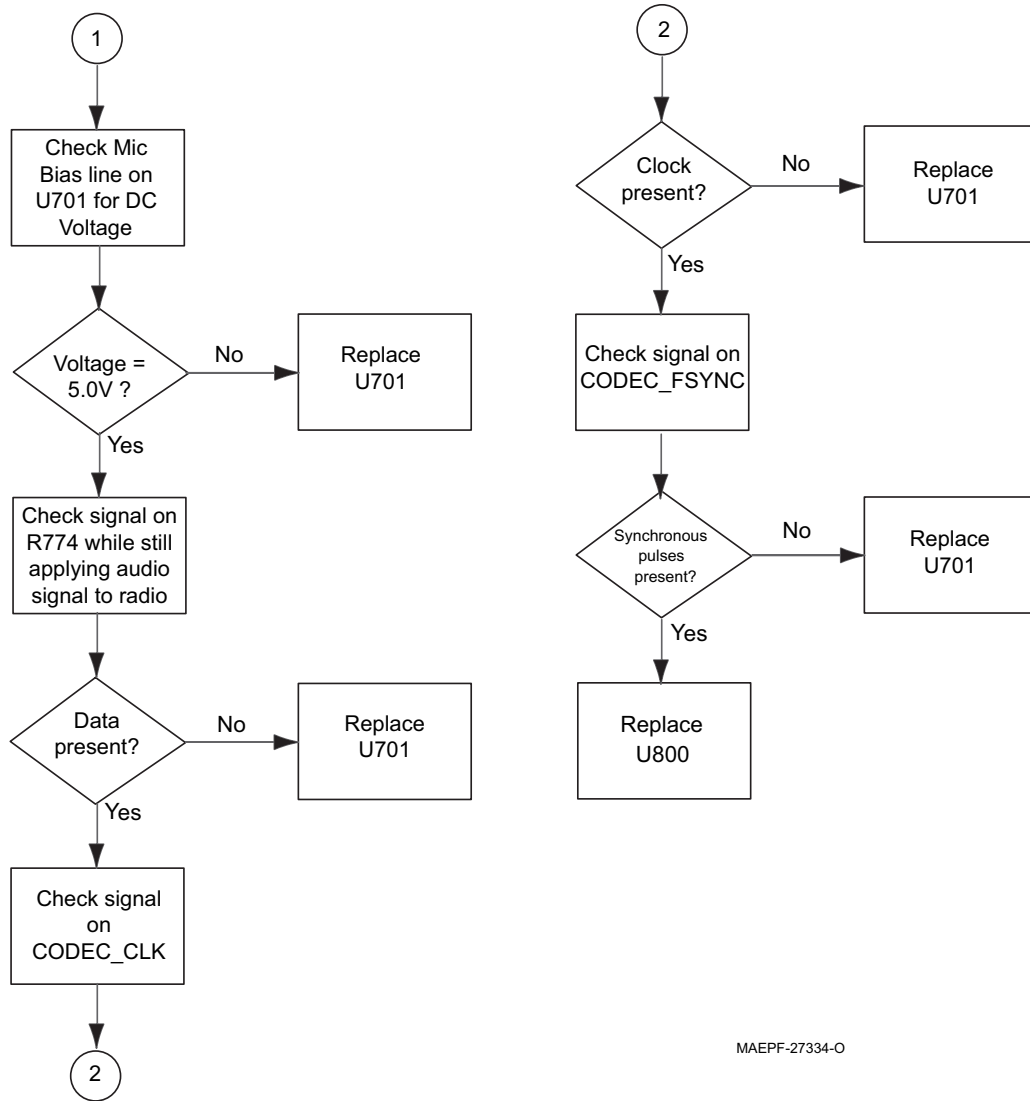 1
Check Mic
Bias line on
U701 for DC
Voltage
Voltage =
5.0V ?
No
Replace
U701
Yes
Check signal on
R774 while still
applying audio
signal to radio
Data
present?
No
Replace
U701
Yes
Check signal
on
CODEC_CLK
2
2
Clock
present?
No
Replace
U701
Yes
Check signal on
CODEC_FSYNC
Synchronous
pulses
present?
No
Replace
U701
Yes
Replace
U800
MAEPF-27334-O